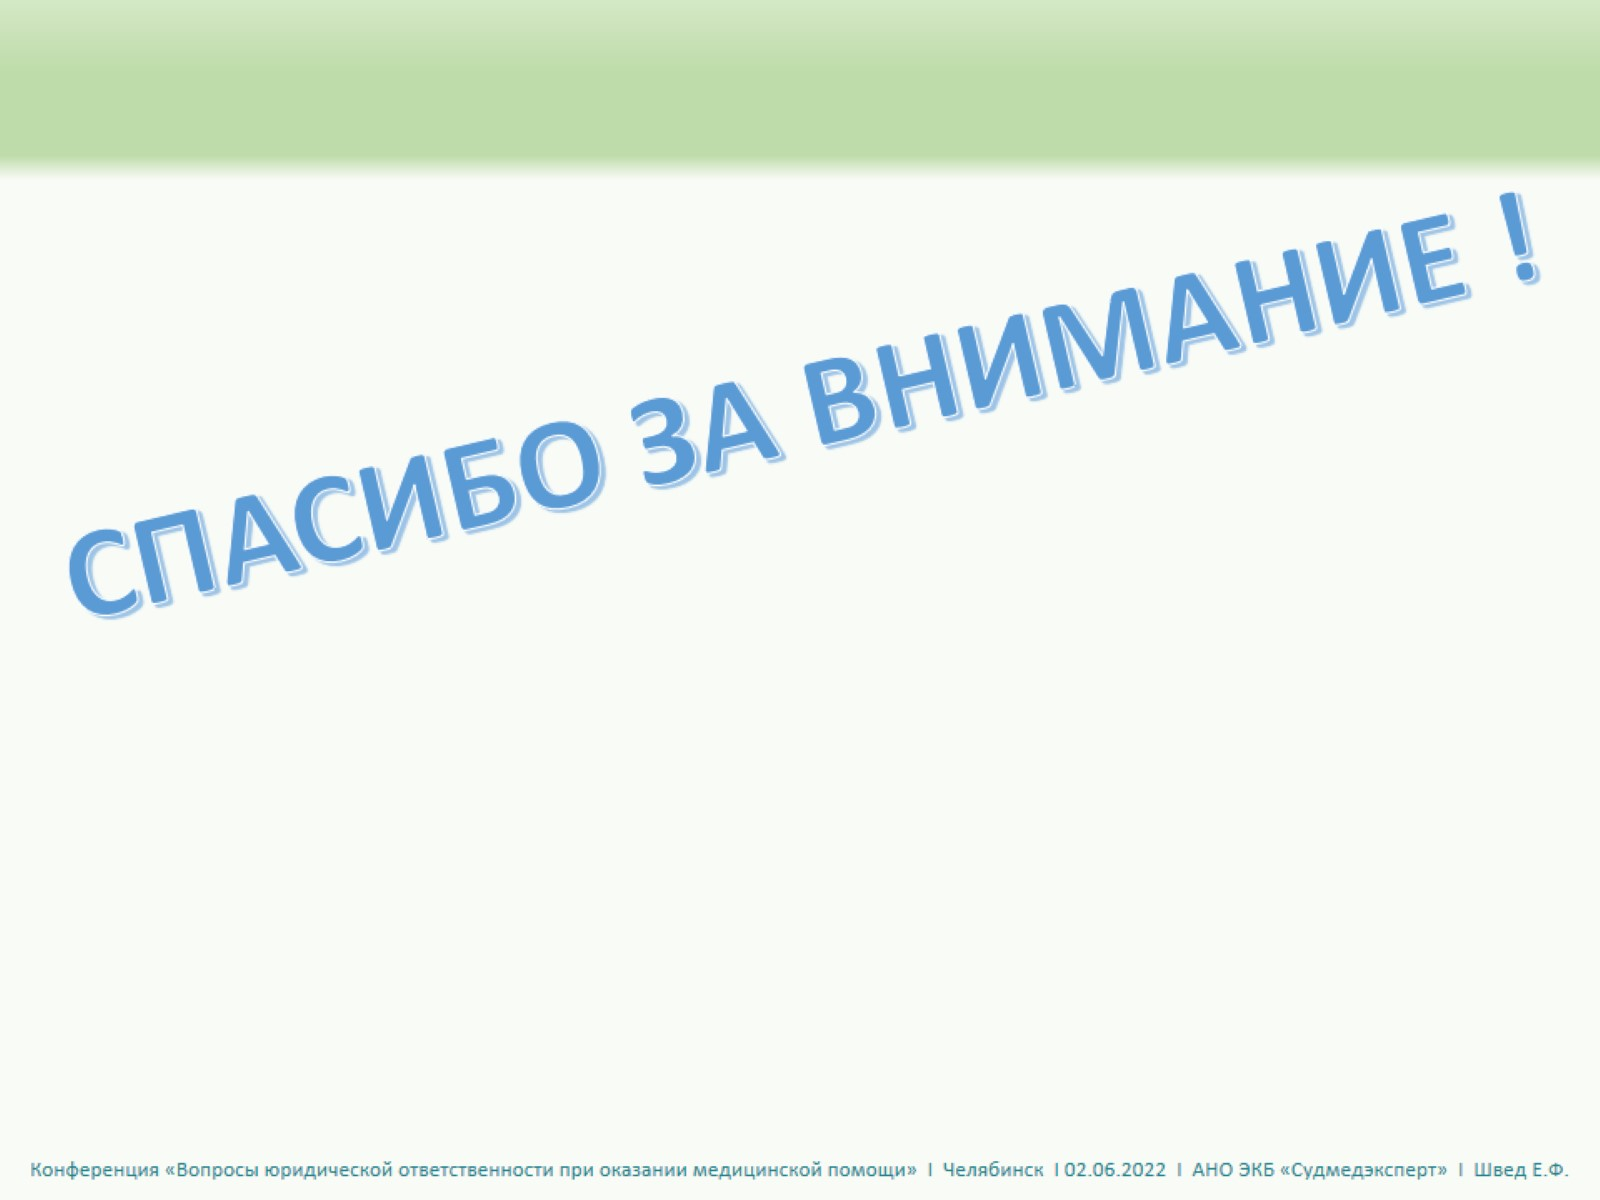 СПАСИБО ЗА ВНИМАНИЕ !
Конференция «Вопросы юридической ответственности при оказании медицинской помощи» I Челябинск I 02.06.2022 I АНО ЭКБ «Судмедэксперт» I Швед Е.Ф.